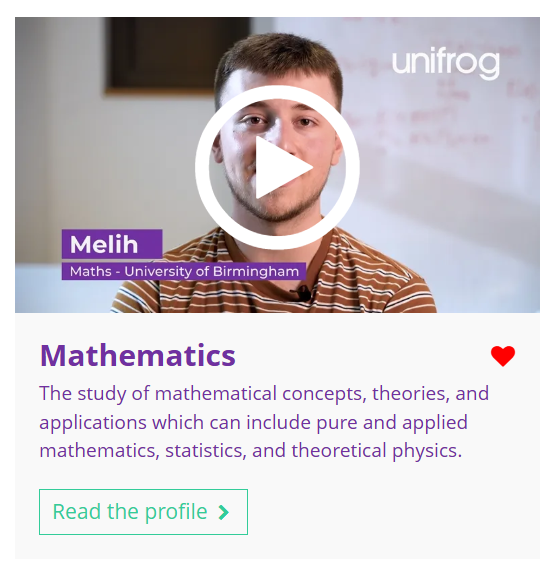 unifrog
Melih
Maths - University of Birmingham
Mathematics
The study of mathematical concepts, theories, and
applications which can include pure and applied
mathematics, statistics, and theoretical physics.
Read the profile